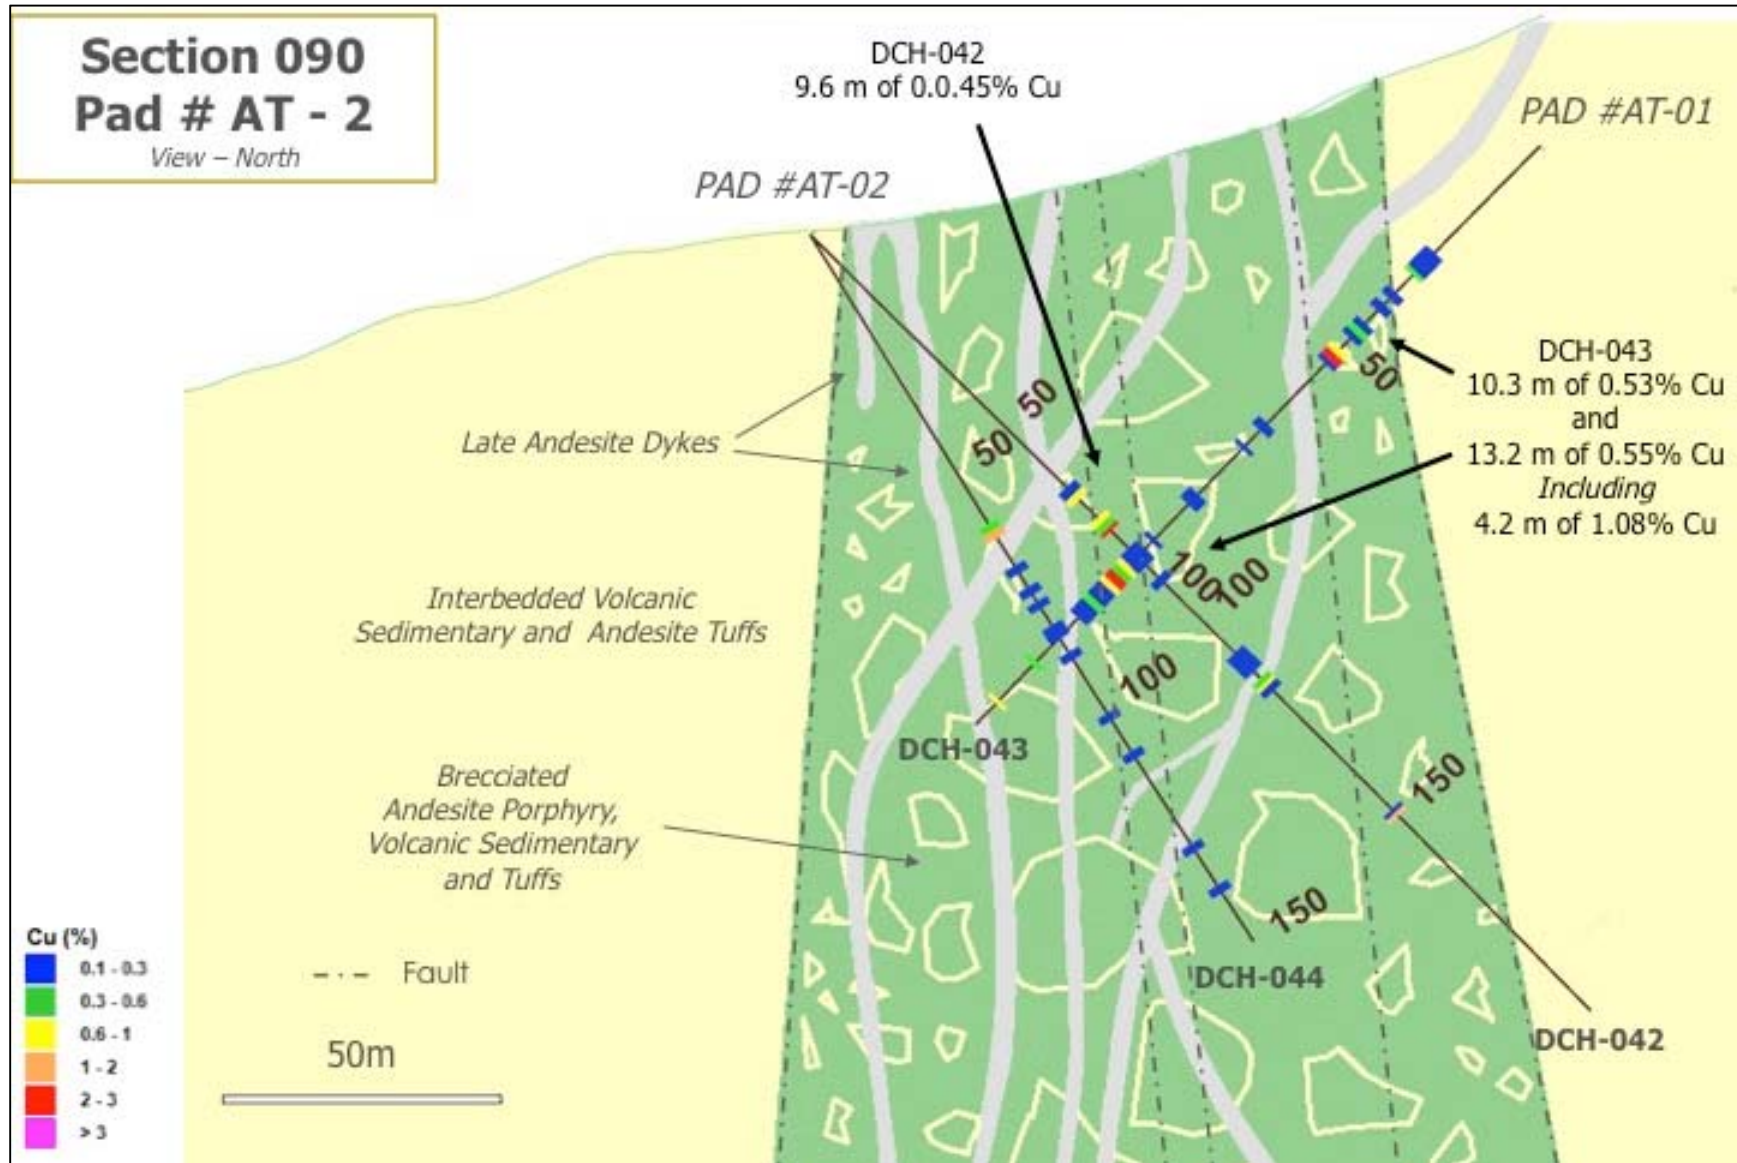 Section 090
Pad # AT - 2
View – North
DCH-042
9.6 m of 0.0.45% Cu
PAD #AT-01
PAD #AT-02
DCH-043
10.3 m of 0.53% Cu
and
13.2 m of 0.55% Cu
Including
4.2 m of 1.08% Cu
50
50
50
Late Andesite Dykes
100
100
Interbedded Volcanic
Sedimentary and Andesite Tuffs
100
DCH-043
150
Brecciated
Andesite Porphyry,
Volcanic Sedimentary
and Tuffs
150
DCH-044
DCH-042
Cu (%)
0.1 - 0.3
0.3 - 0.6
0.6 - 1
1 - 2
2 - 3
> 3
Fault
50m